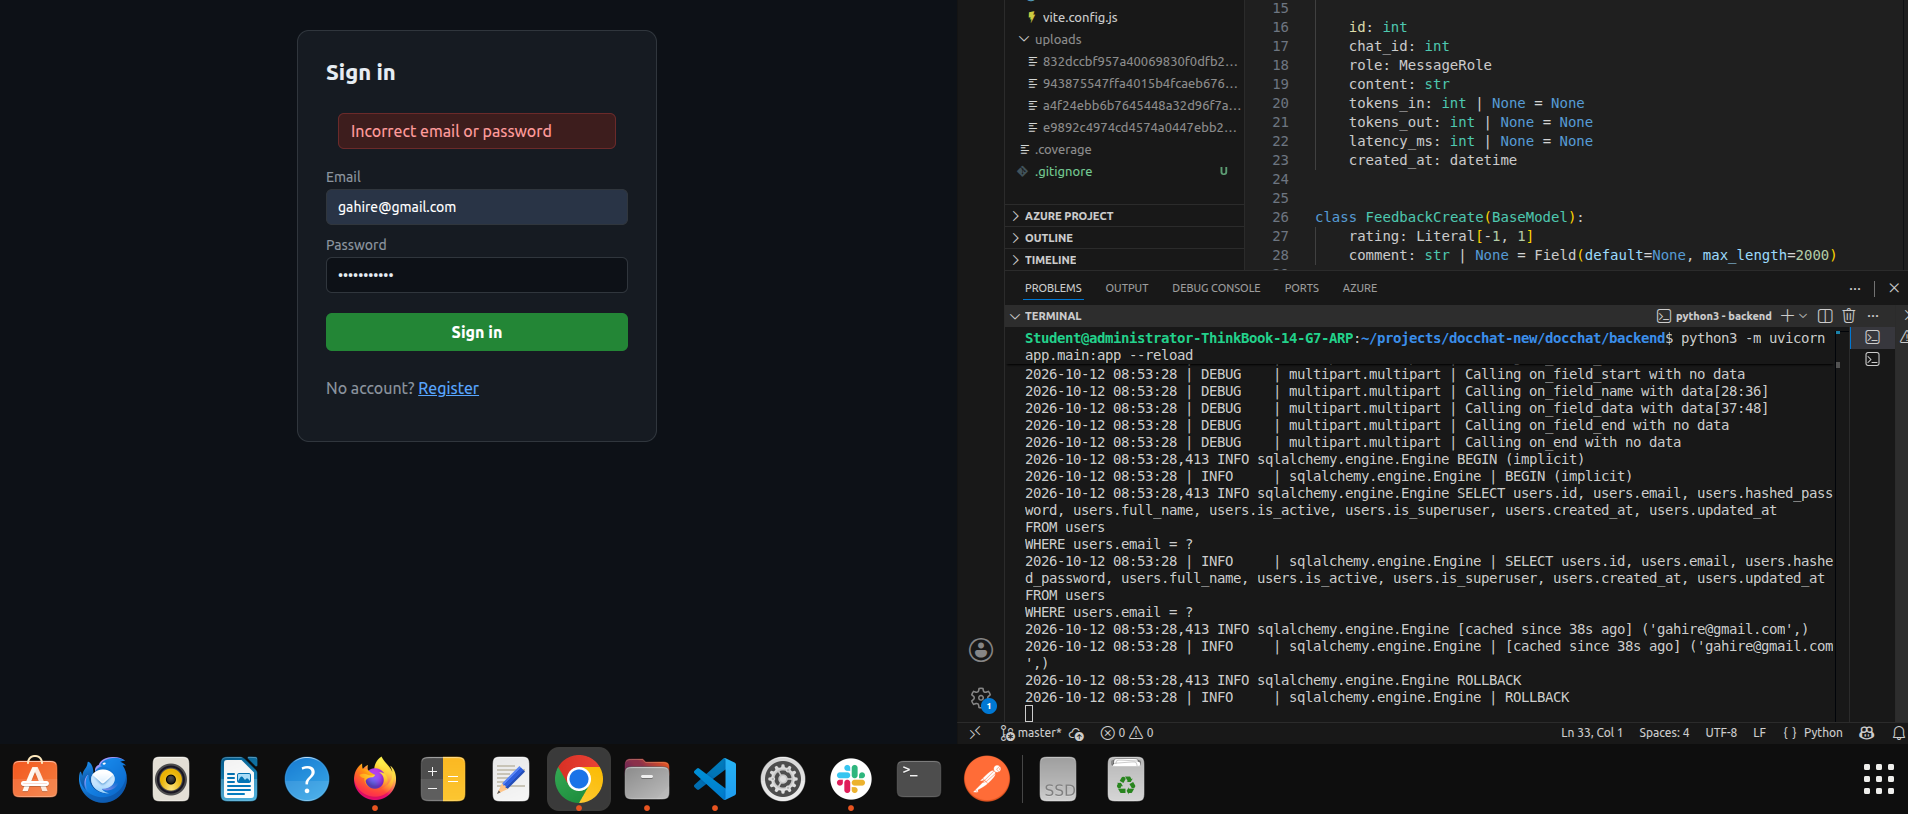 Sign in
Incorrect email or password
Email
gahire@gmail.com
Password
•••••••••••
Sign in
No account? Register
vite.config.js
uploads
832dccbf957a40069830f0dfb2...
943875547ffa4015b4fcaeb676...
a4f24ebb6b7645448a32d96f7a...
e9892c4974cd4574a0447ebb2...
.coverage
.gitignore U
AZURE PROJECT
OUTLINE
TIMELINE
15
16 id: int
17 chat_id: int
18 role: MessageRole
19 content: str
20 tokens_in: int | None = None
21 tokens_out: int | None = None
22 latency_ms: int | None = None
23 created_at: datetime
24
25
26 class FeedbackCreate(BaseModel):
27 rating: Literal[-1, 1]
28 comment: str | None = Field(default=None, max_length=2000)
PROBLEMS OUTPUT DEBUG CONSOLE PORTS AZURE
TERMINAL
python3 - backend
Student@administrator-ThinkBook-14-G7-ARP:~/projects/docchat-new/docchat/backend$ python3 -m uvicorn
app.main:app --reload
2026-10-12 08:53:28 | DEBUG | multipart.multipart | Calling on_field_start with no data
2026-10-12 08:53:28 | DEBUG | multipart.multipart | Calling on_field_name with data[28:36]
2026-10-12 08:53:28 | DEBUG | multipart.multipart | Calling on_field_data with data[37:48]
2026-10-12 08:53:28 | DEBUG | multipart.multipart | Calling on_field_end with no data
2026-10-12 08:53:28 | DEBUG | multipart.multipart | Calling on_end with no data
2026-10-12 08:53:28,413 INFO sqlalchemy.engine.Engine BEGIN (implicit)
2026-10-12 08:53:28 | INFO | sqlalchemy.engine.Engine | BEGIN (implicit)
2026-10-12 08:53:28,413 INFO sqlalchemy.engine.Engine SELECT users.id, users.email, users.hashed_pass
word, users.full_name, users.is_active, users.is_superuser, users.created_at, users.updated_at
FROM users
WHERE users.email = ?
2026-10-12 08:53:28 | INFO | sqlalchemy.engine.Engine | SELECT users.id, users.email, users.hashe
d_password, users.full_name, users.is_active, users.is_superuser, users.created_at, users.updated_at
FROM users
WHERE users.email = ?
2026-10-12 08:53:28,413 INFO sqlalchemy.engine.Engine [cached since 38s ago] ('gahire@gmail.com',)
2026-10-12 08:53:28 | INFO | sqlalchemy.engine.Engine | [cached since 38s ago] ('gahire@gmail.com
',)
2026-10-12 08:53:28,413 INFO sqlalchemy.engine.Engine ROLLBACK
2026-10-12 08:53:28 | INFO | sqlalchemy.engine.Engine | ROLLBACK
1
master* 0 0 Ln 33, Col 1 Spaces: 4 UTF-8 LF { } Python
SSD